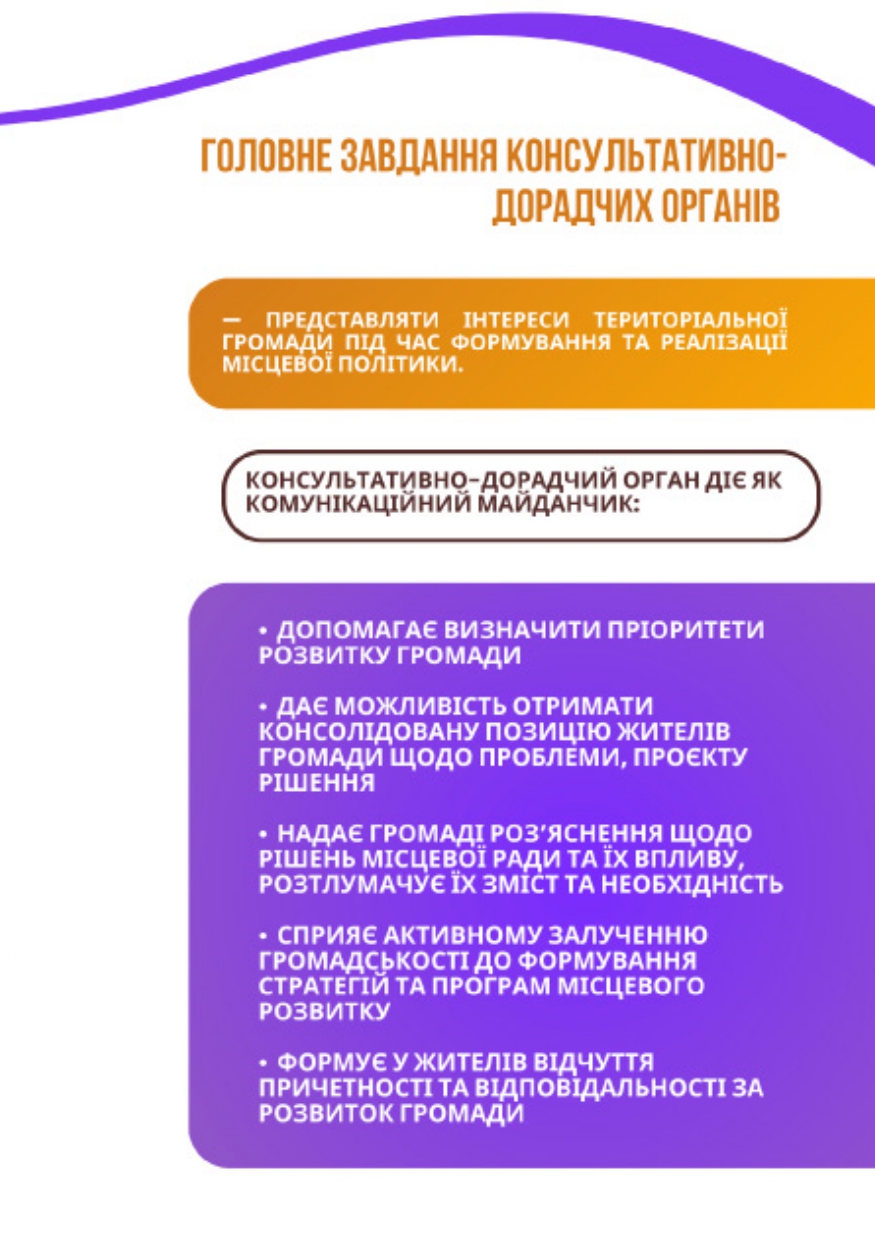 ГОЛОВНЕ ЗАВДАННЯ КОНСУЛЬТАТИВНО-
ДОРАДЧИХ ОРГАНІВ
— ПРЕДСТАВЛЯТИ ІНТЕРЕСИ ТЕРИТОРІАЛЬНОЇ
ГРОМАДИ ПІД ЧАС ФОРМУВАННЯ ТА РЕАЛІЗАЦІЇ
МІСЦЕВОЇ ПОЛІТИКИ.
КОНСУЛЬТАТИВНО–ДОРАДЧИЙ ОРГАН ДІЄ ЯК
КОМУНІКАЦІЙНИЙ МАЙДАНЧИК:
• ДОПОМАГАЄ ВИЗНАЧИТИ ПРІОРИТЕТИ
РОЗВИТКУ ГРОМАДИ
• ДАЄ МОЖЛИВІСТЬ ОТРИМАТИ
КОНСОЛІДОВАНУ ПОЗИЦІЮ ЖИТЕЛІВ
ГРОМАДИ ЩОДО ПРОБЛЕМИ, ПРОЄКТУ
РІШЕННЯ
• НАДАЄ ГРОМАДІ РОЗ’ЯСНЕННЯ ЩОДО
РІШЕНЬ МІСЦЕВОЇ РАДИ ТА ЇХ ВПЛИВУ,
РОЗТЛУМАЧУЄ ЇХ ЗМІСТ ТА НЕОБХІДНІСТЬ
• СПРИЯЄ АКТИВНОМУ ЗАЛУЧЕННЮ
ГРОМАДСЬКОСТІ ДО ФОРМУВАННЯ
СТРАТЕГІЙ ТА ПРОГРАМ МІСЦЕВОГО
РОЗВИТКУ
• ФОРМУЄ У ЖИТЕЛІВ ВІДЧУТТЯ
ПРИЧЕТНОСТІ ТА ВІДПОВІДАЛЬНОСТІ ЗА
РОЗВИТОК ГРОМАДИ